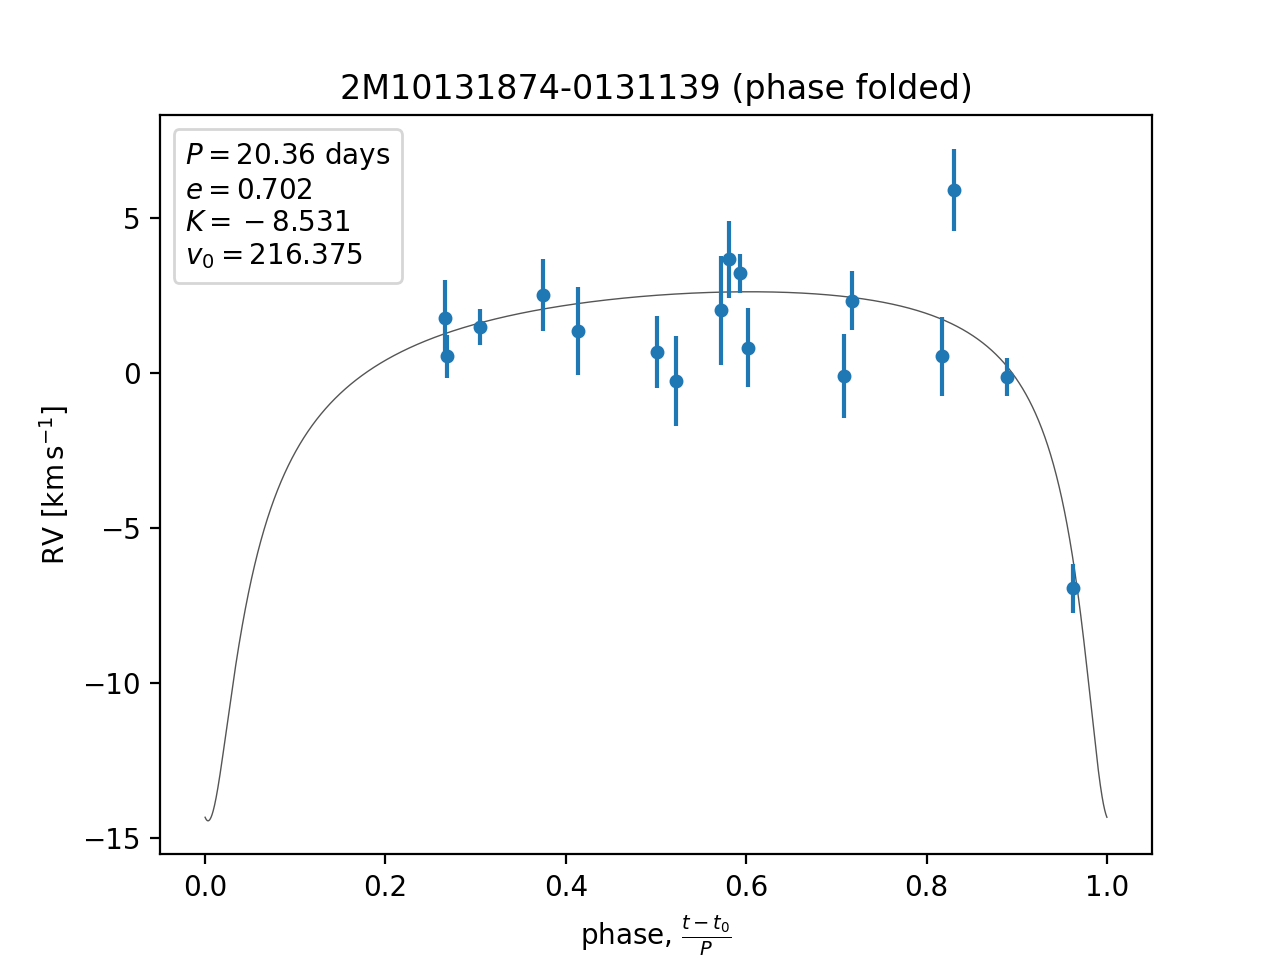 2M10131874-0131139 (phase folded)
P = 20.36 days
e = 0.702
K = −8.531
v₀ = 216.375
5
0
−5
−10
−15
RV [km s⁻¹]
0.0 0.2 0.4 0.6 0.8 1.0
phase, (t − t₀)/P